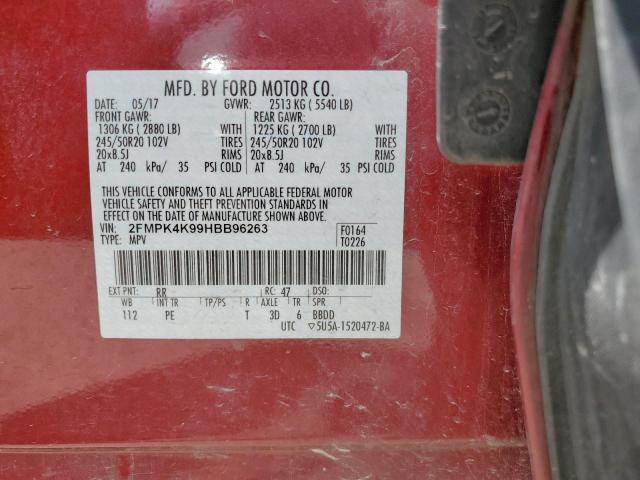 MFD. BY FORD MOTOR CO.
DATE: 05/17 GVWR: 2513 KG ( 5540 LB)
FRONT GAWR: REAR GAWR:
1306 KG ( 2880 LB) WITH 1225 KG ( 2700 LB) WITH
245/50R20 102V TIRES 245/50R20 102V TIRES
20x8.5J RIMS 20x8.5J RIMS
AT 240 kPa/ 35 PSI COLD AT 240 kPa/ 35 PSI COLD
THIS VEHICLE CONFORMS TO ALL APPLICABLE FEDERAL MOTOR
VEHICLE SAFETY AND THEFT PREVENTION STANDARDS IN
EFFECT ON THE DATE OF MANUFACTURE SHOWN ABOVE.
VIN: 2FMPK4K99HBB96263 F0164
TYPE: MPV T0226
EXT PNT: RR RC: 47 DSO:
WB INT TR TP/PS R AXLE TR SPR
112 PE T 3D 6 BBDD
UTC ▽5U5A-1520472-BA